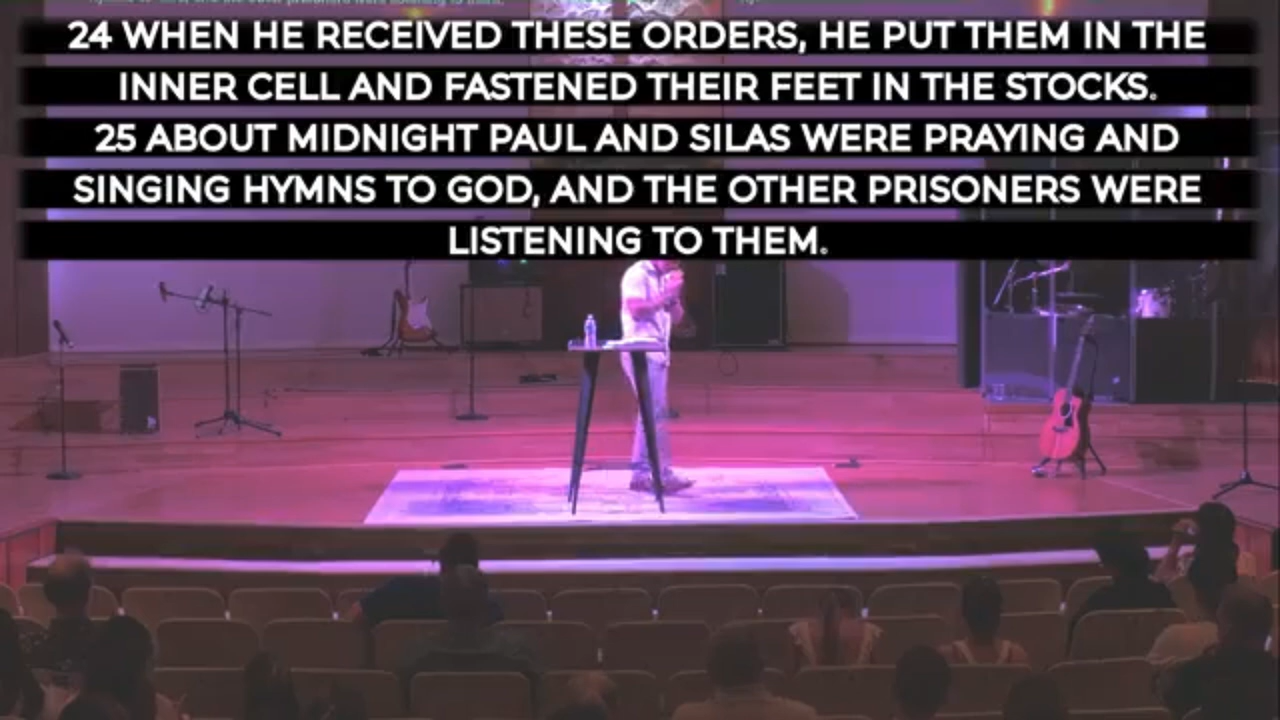 24 WHEN HE RECEIVED THESE ORDERS, HE PUT THEM IN THE
INNER CELL AND FASTENED THEIR FEET IN THE STOCKS.
25 ABOUT MIDNIGHT PAUL AND SILAS WERE PRAYING AND
SINGING HYMNS TO GOD, AND THE OTHER PRISONERS WERE
LISTENING TO THEM.